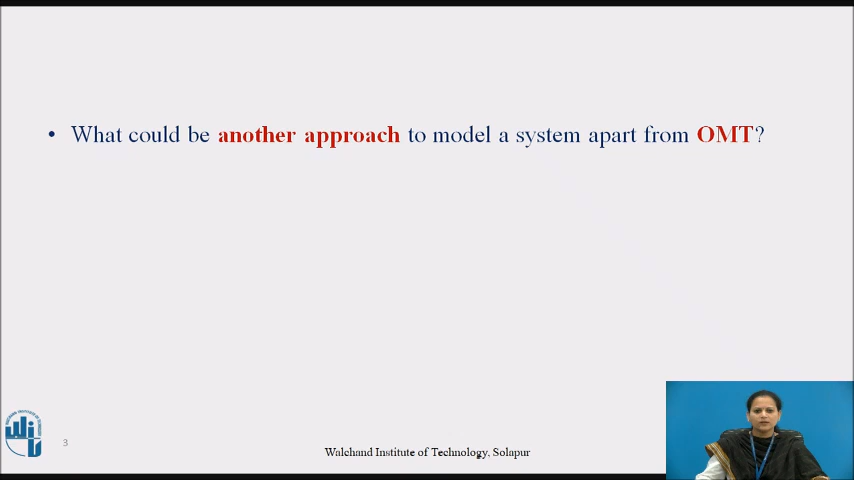 • What could be another approach to model a system apart from OMT?
3
Walchand Institute of Technology, Solapur